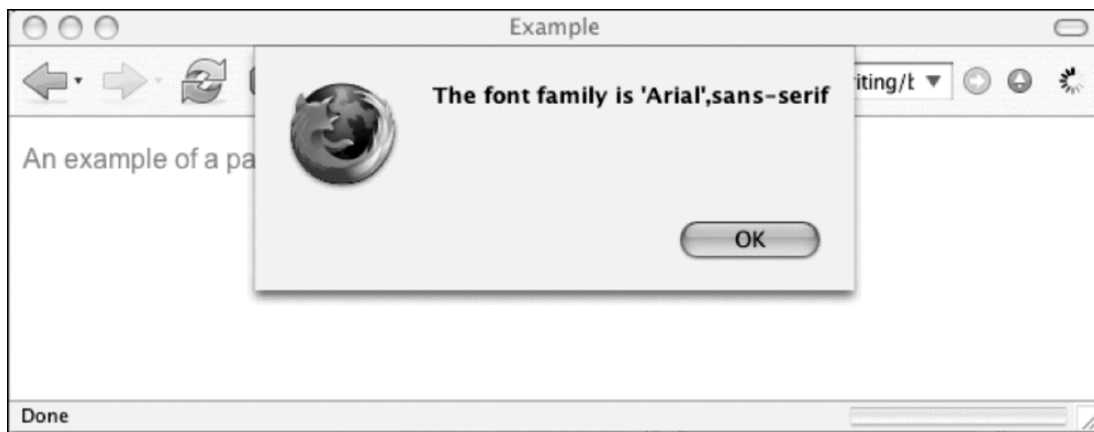 Example
The font family is 'Arial',sans-serif
iting/b
An example of a pa
OK
Done